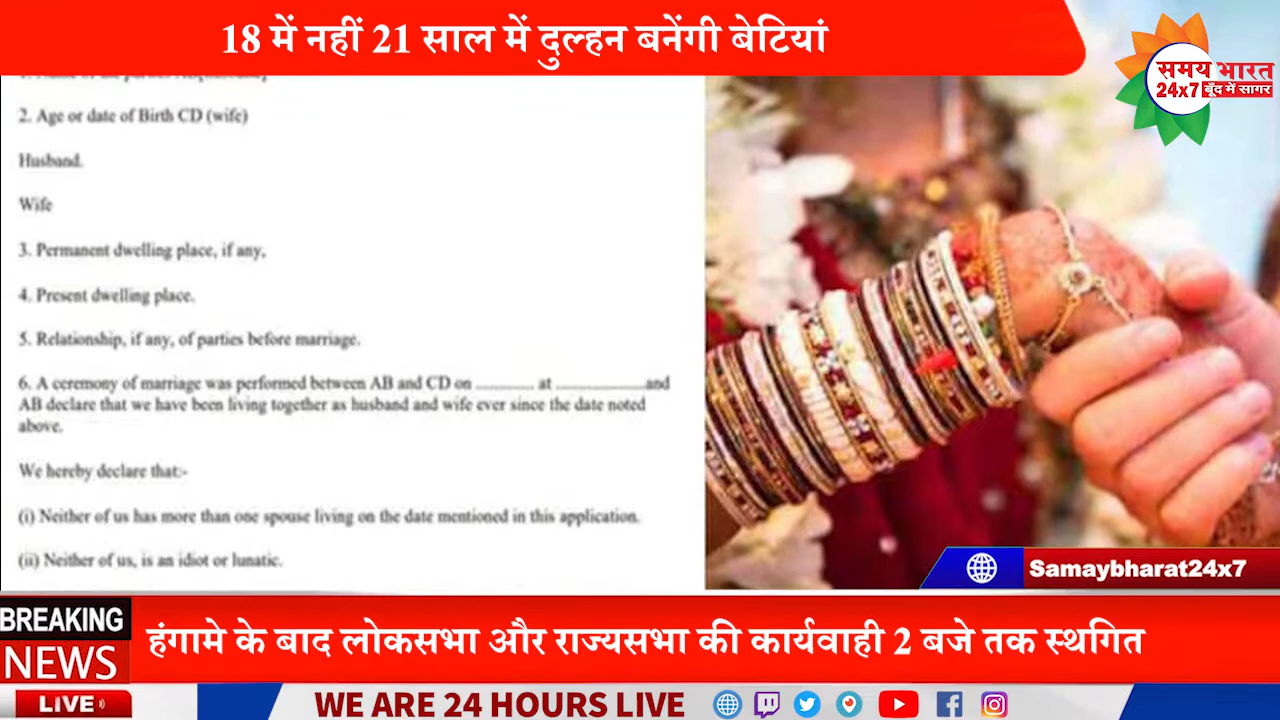 18 में नहीं 21 साल में दुल्हन बनेंगी बेटियां
समय भारत
24x7 बूँद में सागर
2. Age or date of Birth CD (wife)
Husband.
Wife
3. Permanent dwelling place, if any,
4. Present dwelling place.
5. Relationship, if any, of parties before marriage.
6. A ceremony of marriage was performed between AB and CD on ............... at ......................and
AB declare that we have been living together as husband and wife ever since the date noted
above.
We hereby declare that:-
(i) Neither of us has more than one spouse living on the date mentioned in this application.
(ii) Neither of us, is an idiot or lunatic.
Samaybharat24x7
BREAKING
NEWS
हंगामे के बाद लोकसभा और राज्यसभा की कार्यवाही 2 बजे तक स्थगित
LIVE
WE ARE 24 HOURS LIVE